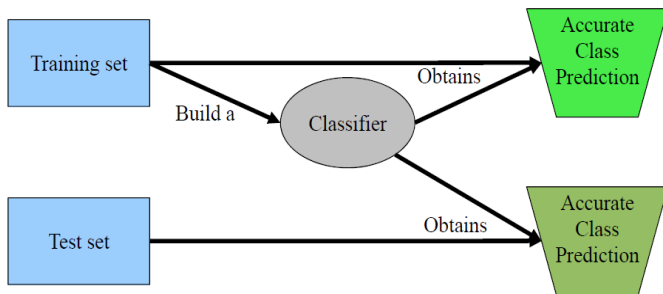 Training set
Build a
Classifier
Obtains
Accurate
Class
Prediction
Test set
Obtains
Accurate
Class
Prediction